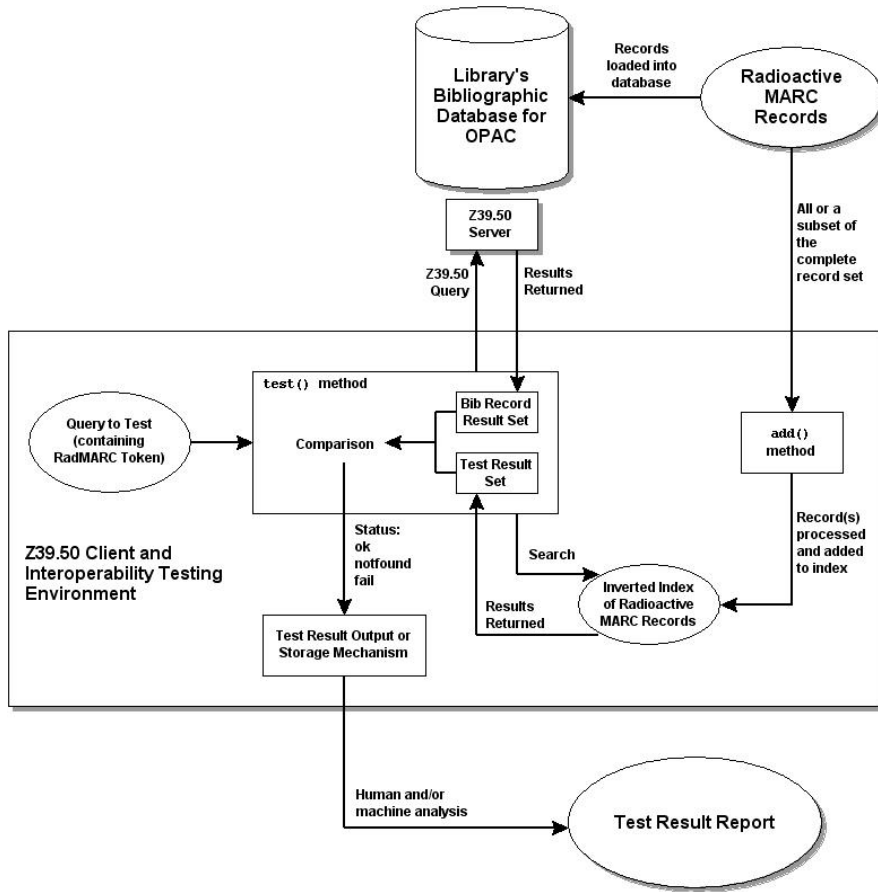 Library's
Bibliographic
Database for
OPAC
Records
loaded into
database
Radioactive
MARC
Records
Z39.50
Server
All or a
subset of
the
complete
record set
Z39.50
Query
Results
Returned
test() method
Bib Record
Result Set
Query to Test
(containing
RadMARC Token)
Comparison
Test Result
Set
add()
method
Status:
ok
notfound
fail
Record(s)
processed
and added
to index
Z39.50 Client and
Interoperability Testing
Environment
Search
Inverted Index
of Radioactive
MARC Records
Results
Returned
Test Result Output or
Storage Mechanism
Human and/or
machine analysis
Test Result Report